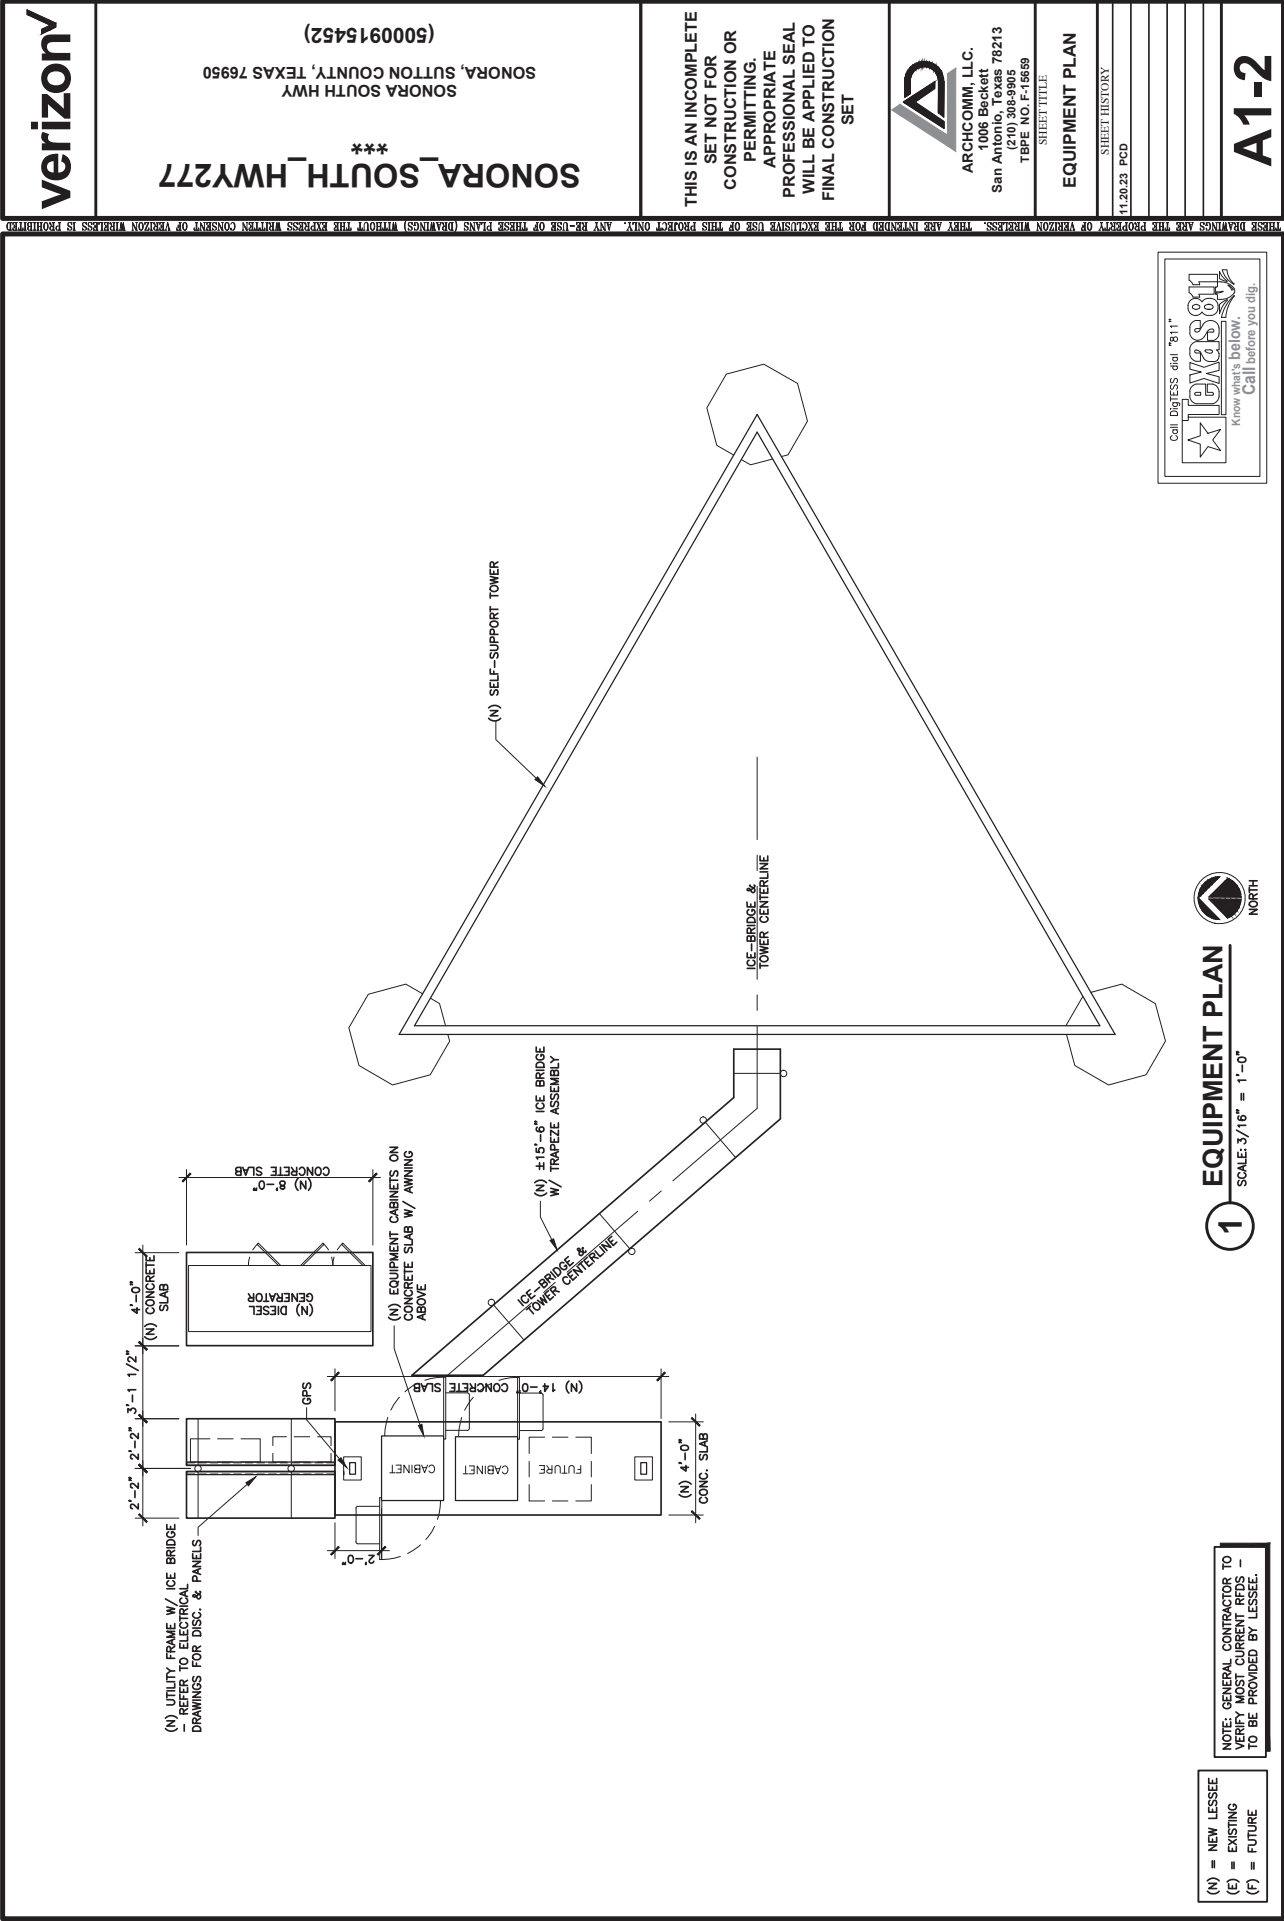 (N) UTILITY FRAME W/ ICE BRIDGE
- REFER TO ELECTRICAL
DRAWINGS FOR DISC. & PANELS
2'-2"
2'-2"
3'-1 1/2"
4'-0"
(N) CONCRETE
SLAB
(N) 8'-0"
CONCRETE SLAB
(N) DIESEL
GENERATOR
GPS
2'-0"
CABINET
CABINET
FUTURE
(N) 14'-0" CONCRETE SLAB
(N) 4'-0"
CONC. SLAB
(N) EQUIPMENT CABINETS ON
CONCRETE SLAB W/ AWNING
ABOVE
(N) ±15'-6" ICE BRIDGE
W/ TRAPEZE ASSEMBLY
ICE-BRIDGE &
TOWER CENTERLINE
ICE-BRIDGE &
TOWER CENTERLINE
(N) SELF-SUPPORT TOWER
(N) = NEW LESSEE
(E) = EXISTING
(F) = FUTURE
NOTE: GENERAL CONTRACTOR TO
VERIFY MOST CURRENT RFDS -
TO BE PROVIDED BY LESSEE.
1
EQUIPMENT PLAN
SCALE: 3/16" = 1'-0"
NORTH
Call DigTESS dial "811"
Texas811
Know what's below.
Call before you dig.
THESE DRAWINGS ARE THE PROPERTY OF VERIZON WIRELESS. THEY ARE INTENDED FOR THE EXCLUSIVE USE OF THIS PROJECT ONLY. ANY RE-USE OF THESE PLANS (DRAWINGS) WITHOUT THE EXPRESS WRITTEN CONSENT OF VERIZON WIRELESS IS PROHIBITED
verizon
SONORA_SOUTH_HWY277
***
SONORA SOUTH HWY
SONORA, SUTTON COUNTY, TEXAS 76950
(5000915452)
THIS IS AN INCOMPLETE
SET NOT FOR
CONSTRUCTION OR
PERMITTING.
APPROPRIATE
PROFESSIONAL SEAL
WILL BE APPLIED TO
FINAL CONSTRUCTION
SET
ARCHCOMM, LLC.
1006 Beckett
San Antonio, Texas 78213
(210) 308-9905
TBPE NO. F-15659
SHEET TITLE
EQUIPMENT PLAN
SHEET HISTORY
11.20.23 PCD
A1-2